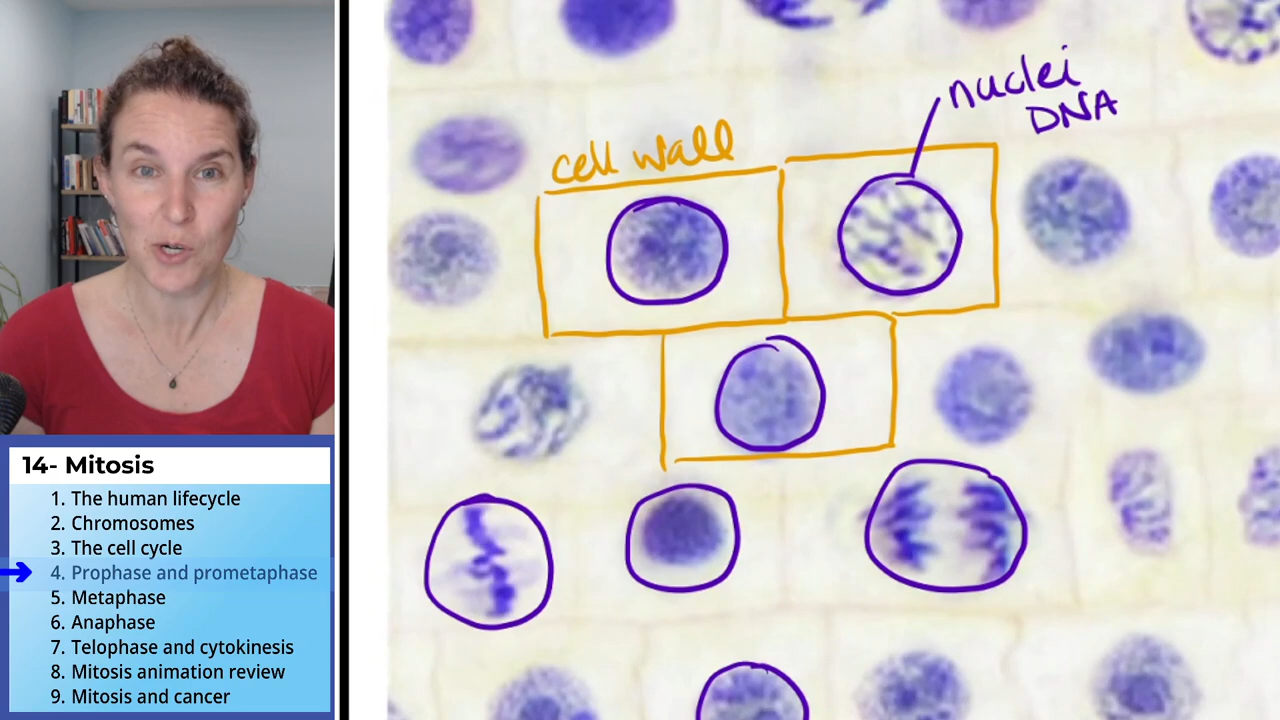 nuclei
DNA
cell wall
14- Mitosis
1. The human lifecycle
2. Chromosomes
3. The cell cycle
4. Prophase and prometaphase
5. Metaphase
6. Anaphase
7. Telophase and cytokinesis
8. Mitosis animation review
9. Mitosis and cancer